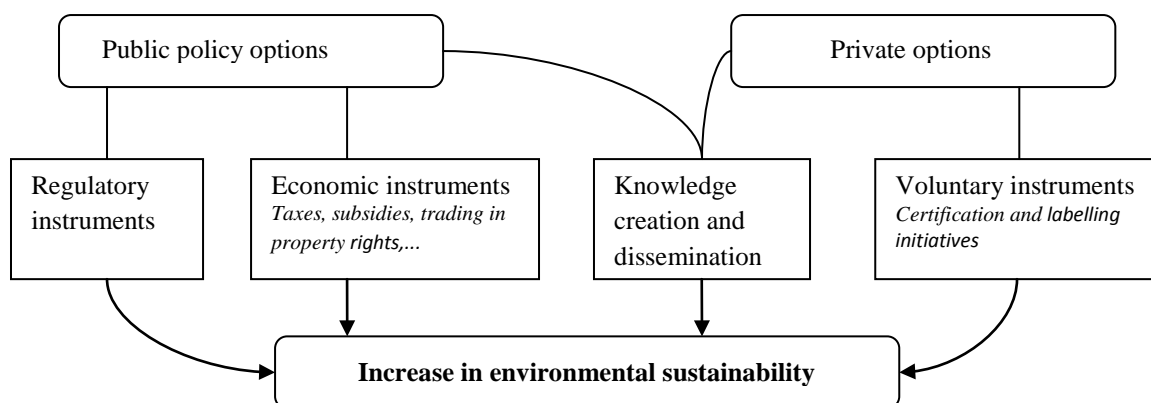 Public policy options
Private options
Regulatory
instruments
Economic instruments
Taxes, subsidies, trading in
property rights,...
Knowledge
creation and
dissemination
Voluntary instruments
Certification and labelling
initiatives
Increase in environmental sustainability